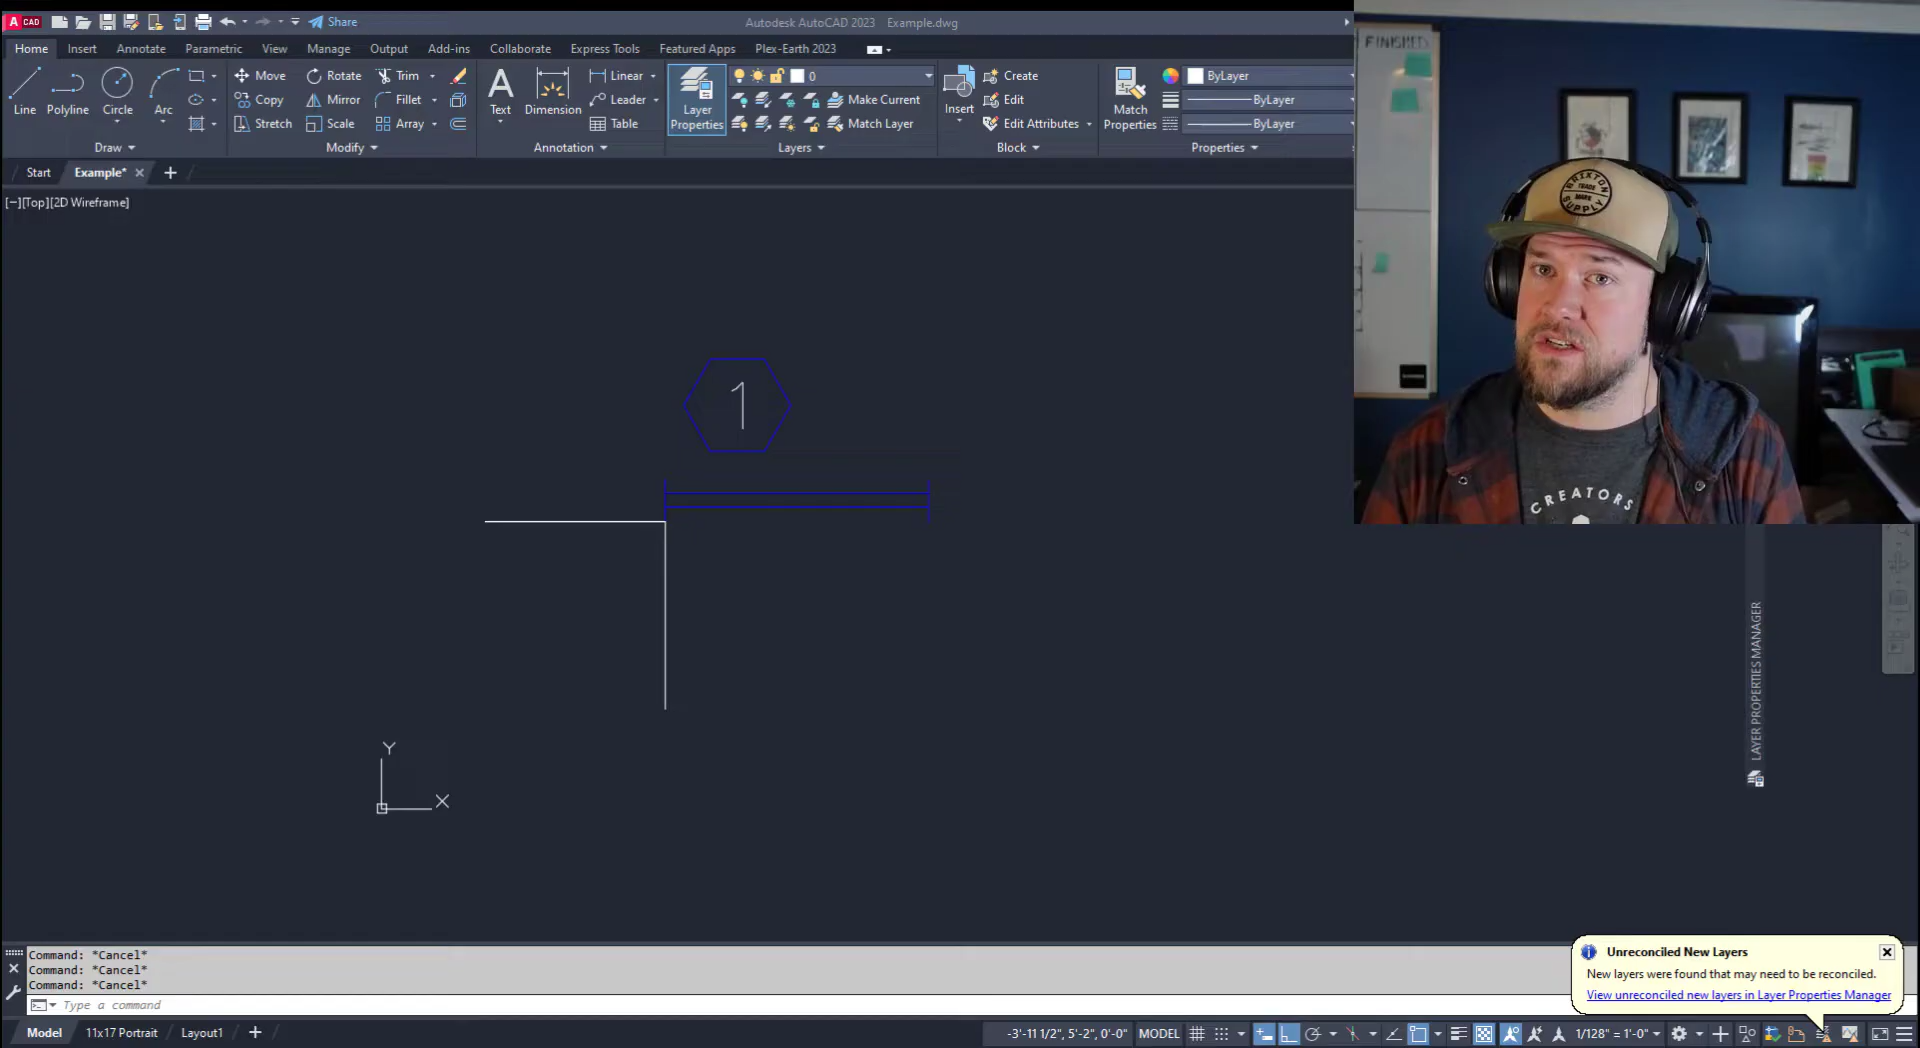 A CAD
Share
Autodesk AutoCAD 2023 Example.dwg
Home Insert Annotate Parametric View Manage Output Add-ins Collaborate Express Tools Featured Apps Plex-Earth 2023
Move Rotate Trim Linear 0 Create ByLayer
Line Polyline Circle Arc Copy Mirror Fillet Text Dimension Leader Layer Properties Make Current Insert Edit Match Properties ByLayer
Stretch Scale Array Table Match Layer Edit Attributes ByLayer
Draw Modify Annotation Layers Block Properties
Start Example*
[−][Top][2D Wireframe]
1
Y
X
FINISHED
BRIXTON
TRADE
MARK
SUPPLY
CREATORS
LAYER PROPERTIES MANAGER
Command: *Cancel*
Command: *Cancel*
Command: *Cancel*
Type a command
Unreconciled New Layers
New layers were found that may need to be reconciled.
View unreconciled new layers in Layer Properties Manager
Model 11x17 Portrait Layout1
-3'-11 1/2", 5'-2", 0'-0" MODEL 1/128" = 1'-0"